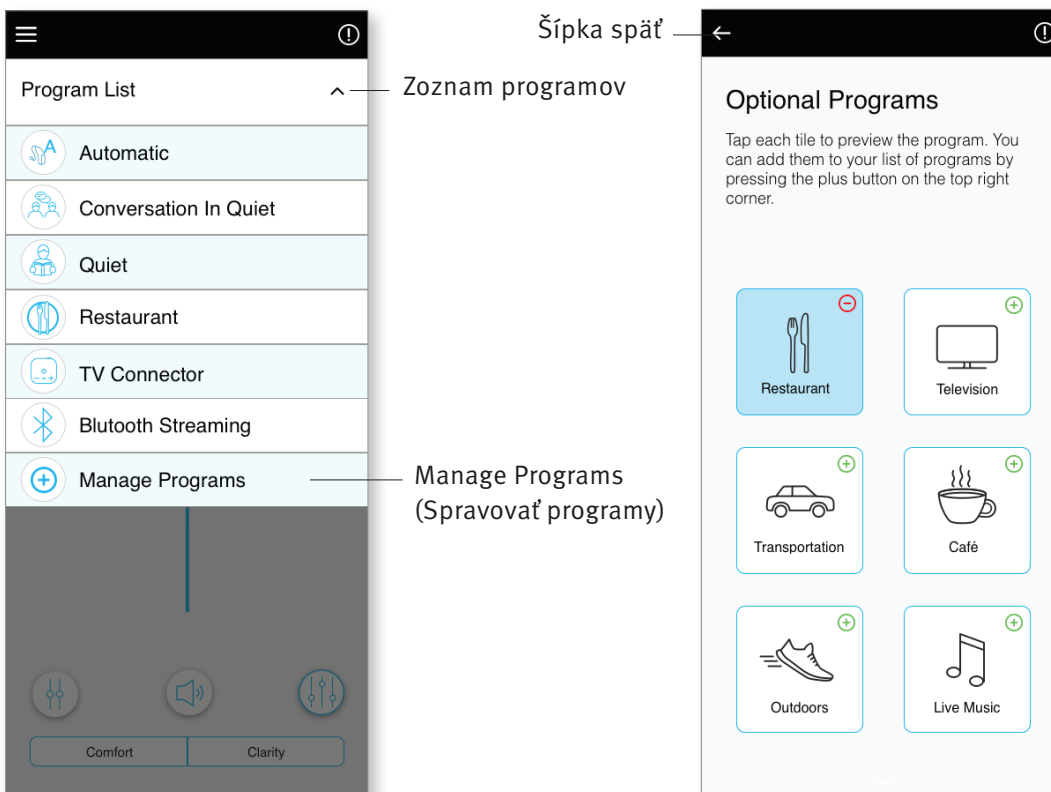 Program List
Automatic
Conversation In Quiet
Quiet
Restaurant
TV Connector
Blutooth Streaming
Manage Programs
Comfort
Clarity
Šípka späť
Zoznam programov
Manage Programs
(Spravovať programy)
Optional Programs
Tap each tile to preview the program. You
can add them to your list of programs by
pressing the plus button on the top right
corner.
Restaurant
Television
Transportation
Café
Outdoors
Live Music